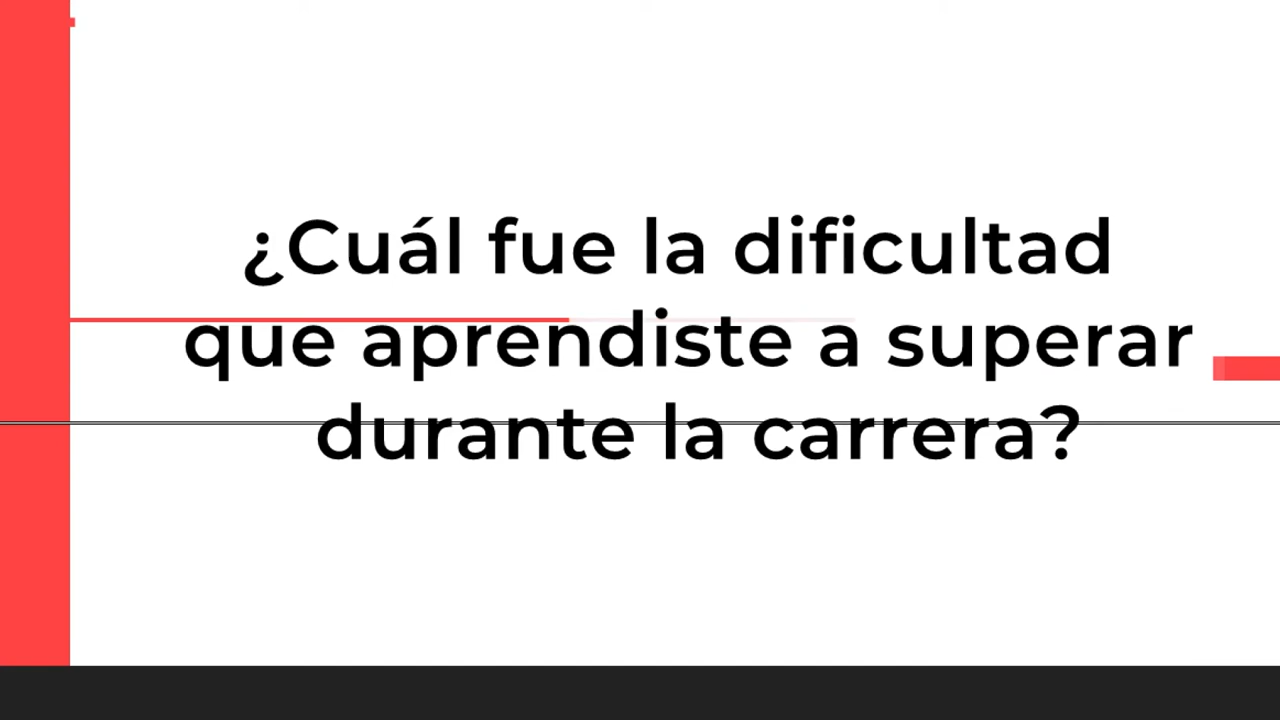 ¿Cuál fue la dificultad
que aprendiste a superar
durante la carrera?